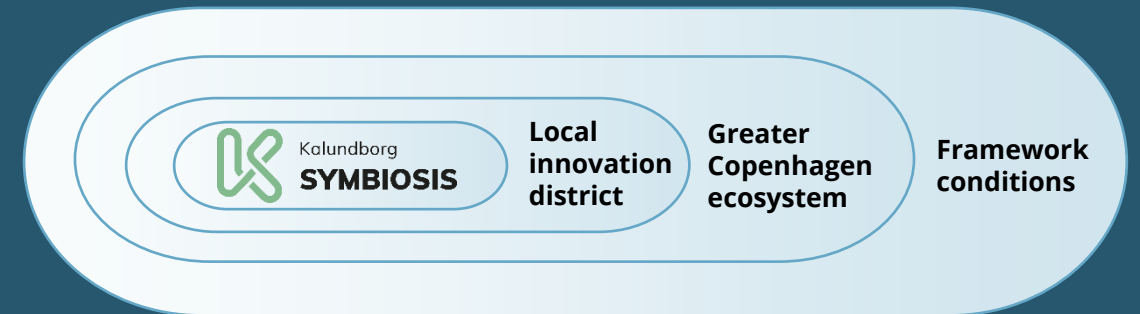 Kalundborg
SYMBIOSIS
Local
innovation
district
Greater
Copenhagen
ecosystem
Framework
conditions